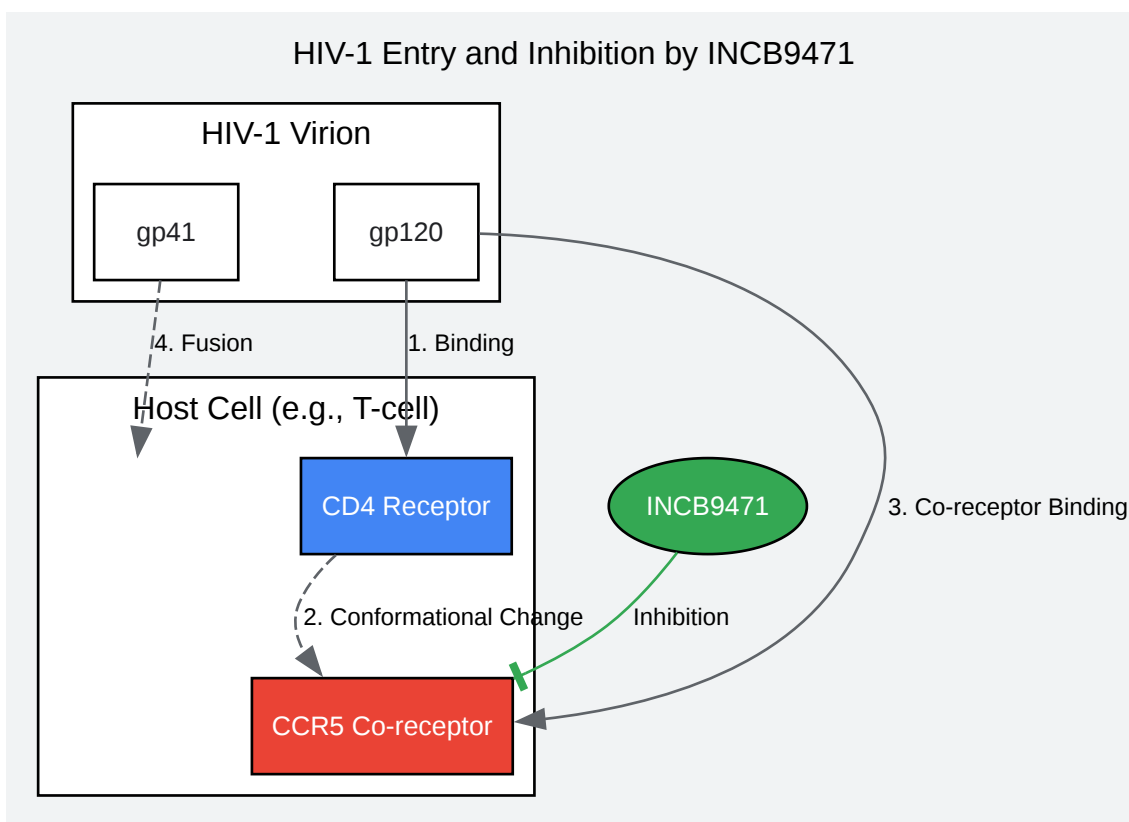 HIV-1 Entry and Inhibition by INCB9471
HIV-1 Virion
gp41
gp120
4. Fusion
1. Binding
Host Cell (e.g., T-cell)
CD4 Receptor
INCB9471
3. Co-receptor Binding
2. Conformational Change
Inhibition
CCR5 Co-receptor